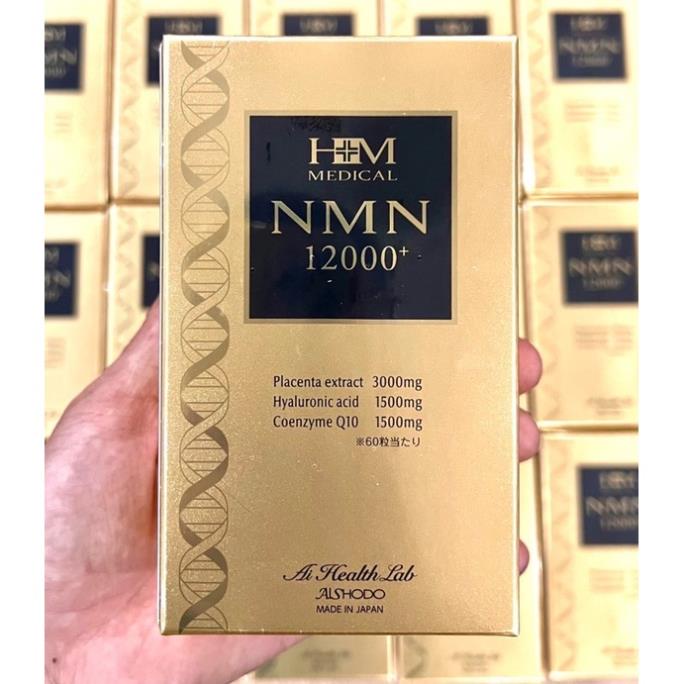 H+M
MEDICAL
NMN
12000+
Placenta extract 3000mg
Hyaluronic acid 1500mg
Coenzyme Q10 1500mg
※60粒当たり
Ai Health Lab
AISHODO
MADE IN JAPAN